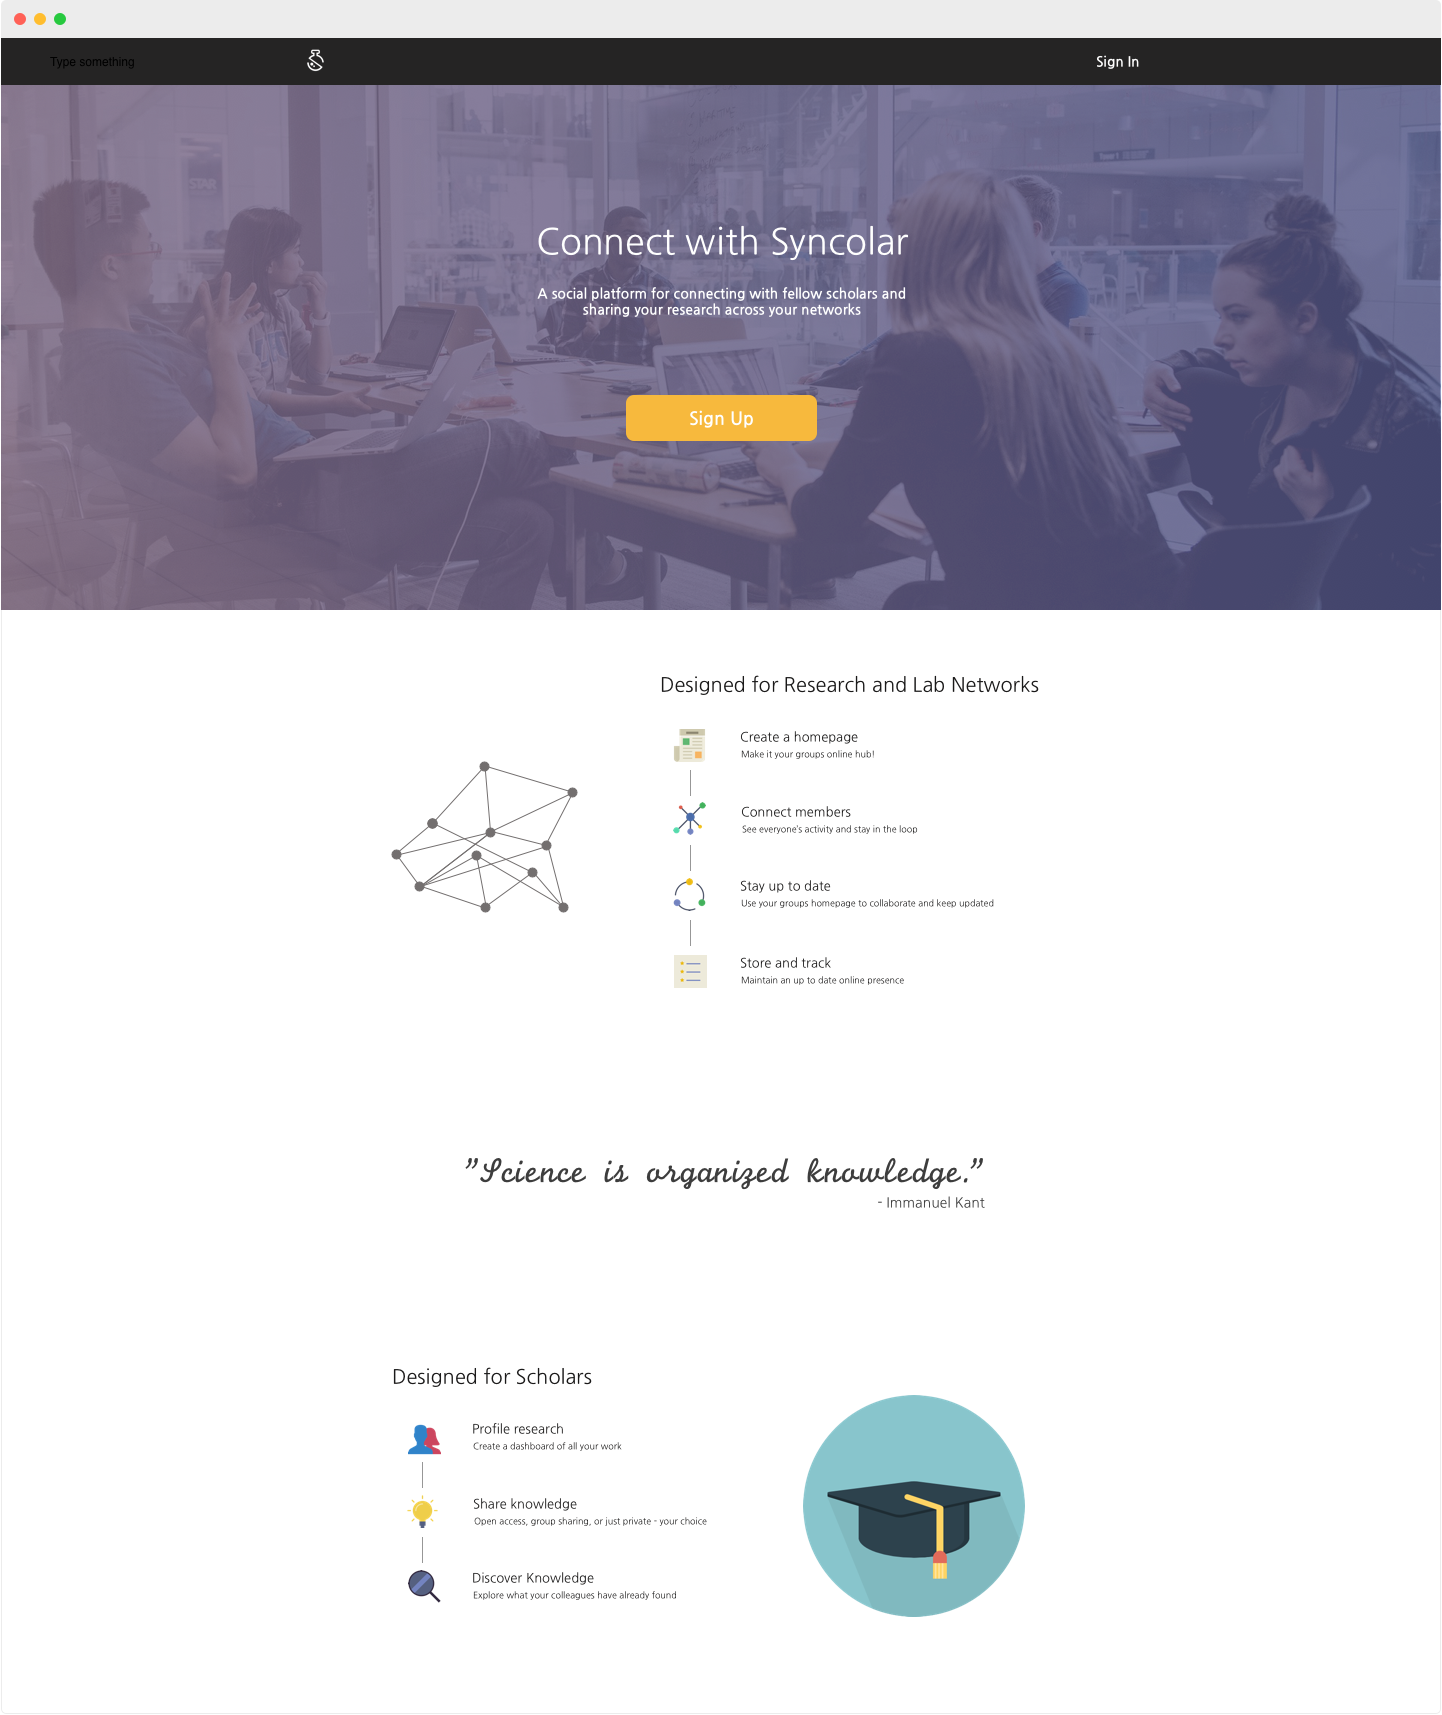 Type something
Sign In
STAR
Connect with Syncolar
A social platform for connecting with fellow scholars and
sharing your research across your networks
Sign Up
Designed for Research and Lab Networks
Create a homepage
Make it your groups online hub!
Connect members
See everyone's activity and stay in the loop
Stay up to date
Use your groups homepage to collaborate and keep updated
Store and track
Maintain an up to date online presence
"Science is organized knowledge."
- Immanuel Kant
Designed for Scholars
Profile research
Create a dashboard of all your work
Share knowledge
Open access, group sharing, or just private - your choice
Discover Knowledge
Explore what your colleagues have already found